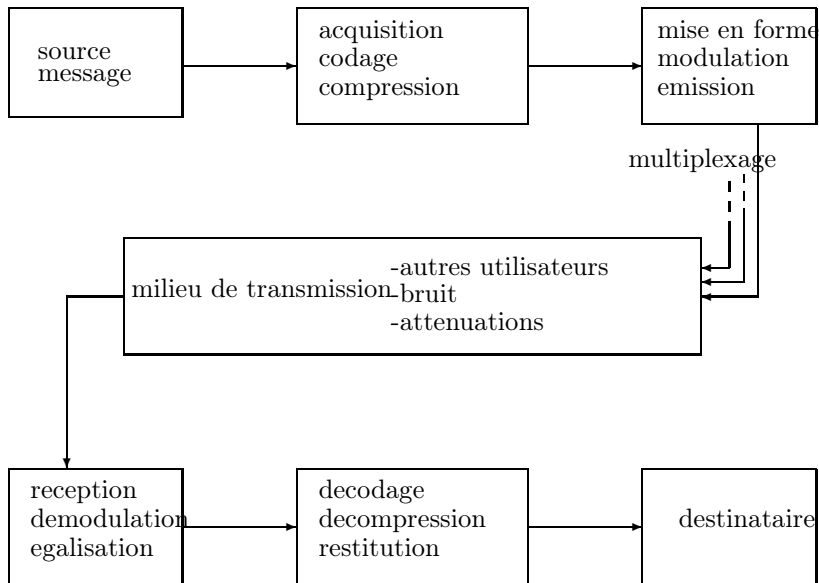 source
message
acquisition
codage
compression
mise en forme
modulation
emission
multiplexage
milieu de transmission
-autres utilisateurs
-bruit
-attenuations
reception
demodulation
egalisation
decodage
decompression
restitution
destinataire